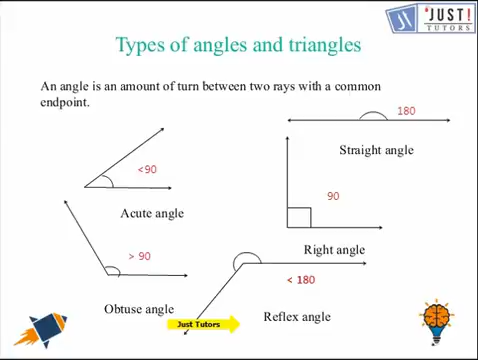 'JUST!
TUTORS
Types of angles and triangles
An angle is an amount of turn between two rays with a common
endpoint.
180
Straight angle
<90
Acute angle
90
Right angle
> 90
Obtuse angle
< 180
Reflex angle
Just Tutors